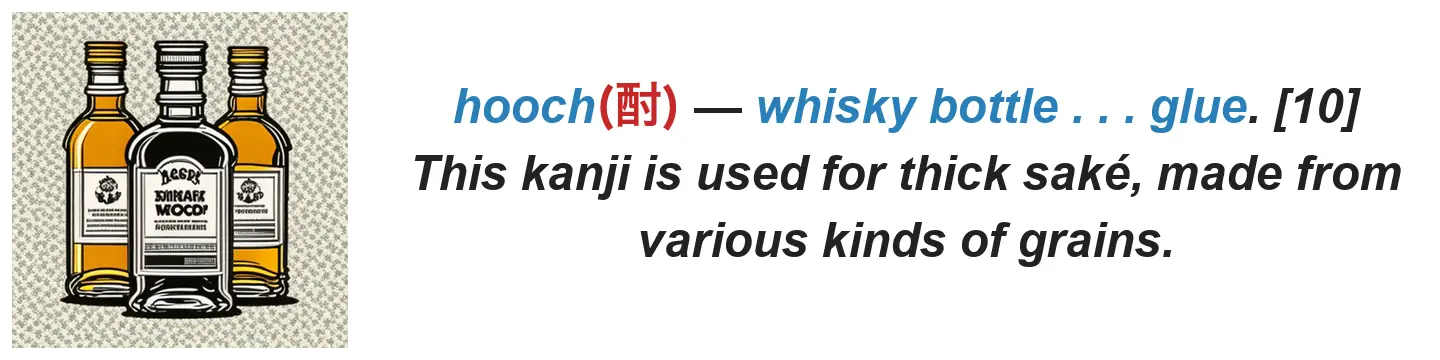 hooch(酎) — whisky bottle . . . glue. [10]
This kanji is used for thick saké, made from
various kinds of grains.